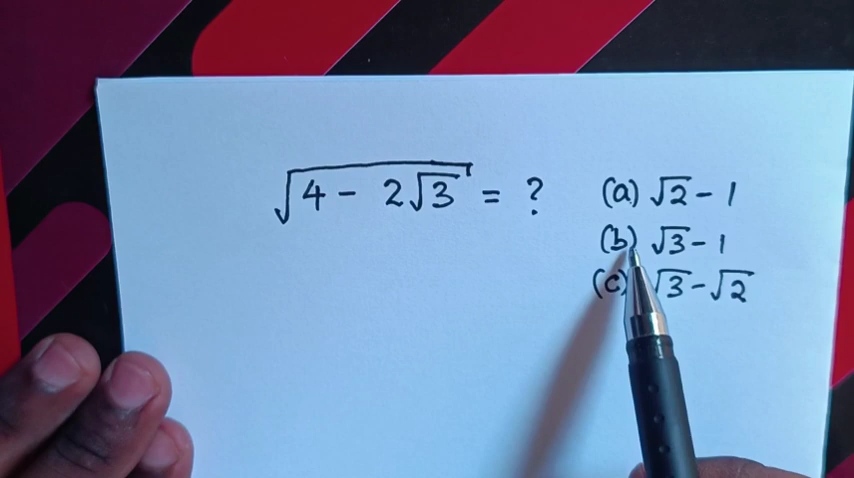 √(4 - 2√3) = ?
(a) √2 - 1
(b) √3 - 1
(c) √3 - √2